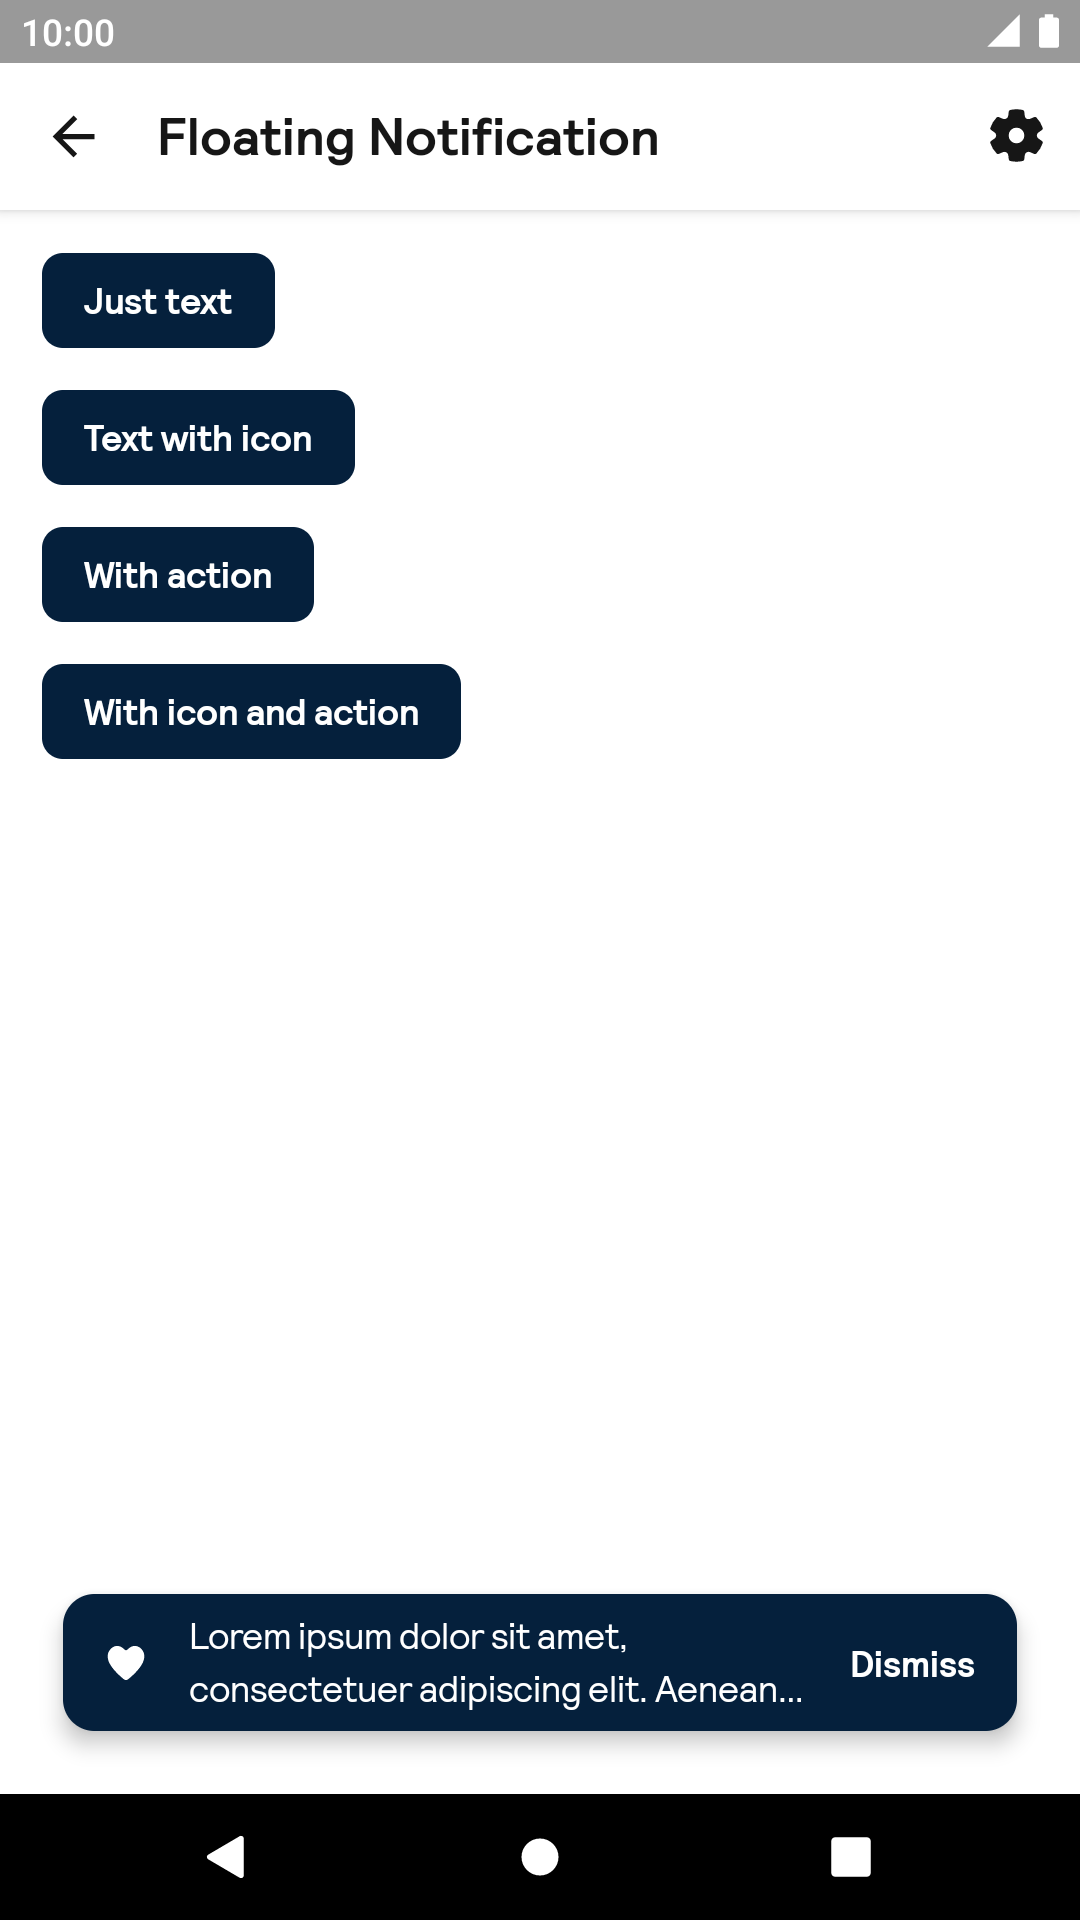 10:00
Floating Notification
Just text
Text with icon
With action
With icon and action
Lorem ipsum dolor sit amet,
consectetuer adipiscing elit. Aenean...
Dismiss